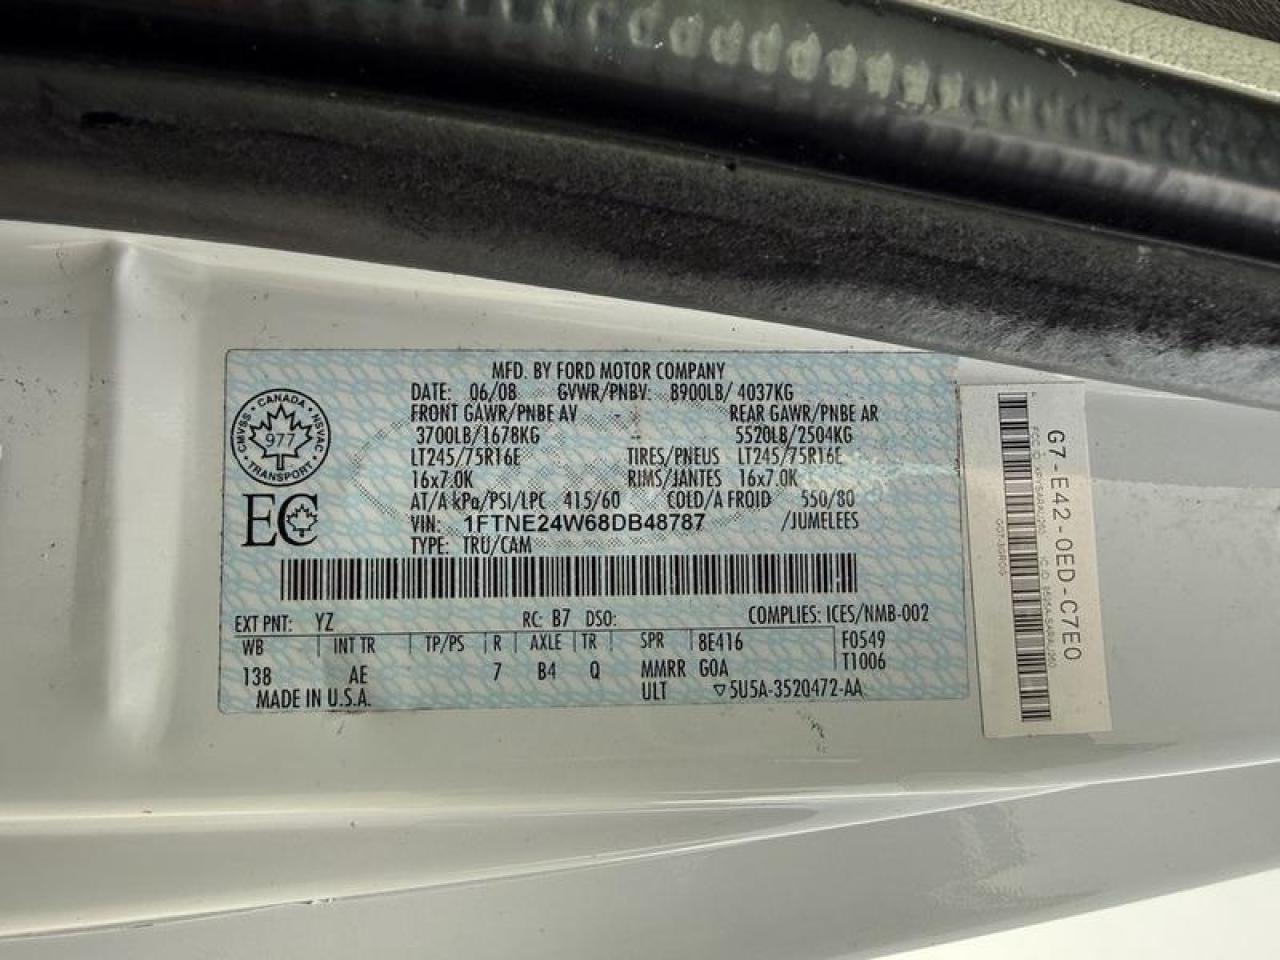 MFD. BY FORD MOTOR COMPANY
DATE: 06/08 GVWR/PNBV: 8900LB/ 4037KG
FRONT GAWR/PNBE AV REAR GAWR/PNBE AR
3700LB/1678KG 5520LB/2504KG
LT245/75R16E TIRES/PNEUS LT245/75R16E
16x7.0K RIMS/JANTES 16x7.0K
AT/A kPa/PSI/LPC 415/60 COLD/A FROID 550/80
VIN: 1FTNE24W68DB48787 /JUMELEES
TYPE: TRU/CAM
CANADA
CMVSS • NSVAC
977
TRANSPORT
EC
EXT PNT: YZ RC: B7 DSO: COMPLIES: ICES/NMB-002
WB INT TR TP/PS R AXLE TR SPR 8E416 F0549
138 AE 7 B4 Q MMRR GOA T1006
MADE IN U.S.A. ULT ▽5U5A-3520472-AA
G7-E42-0ED-C7E0